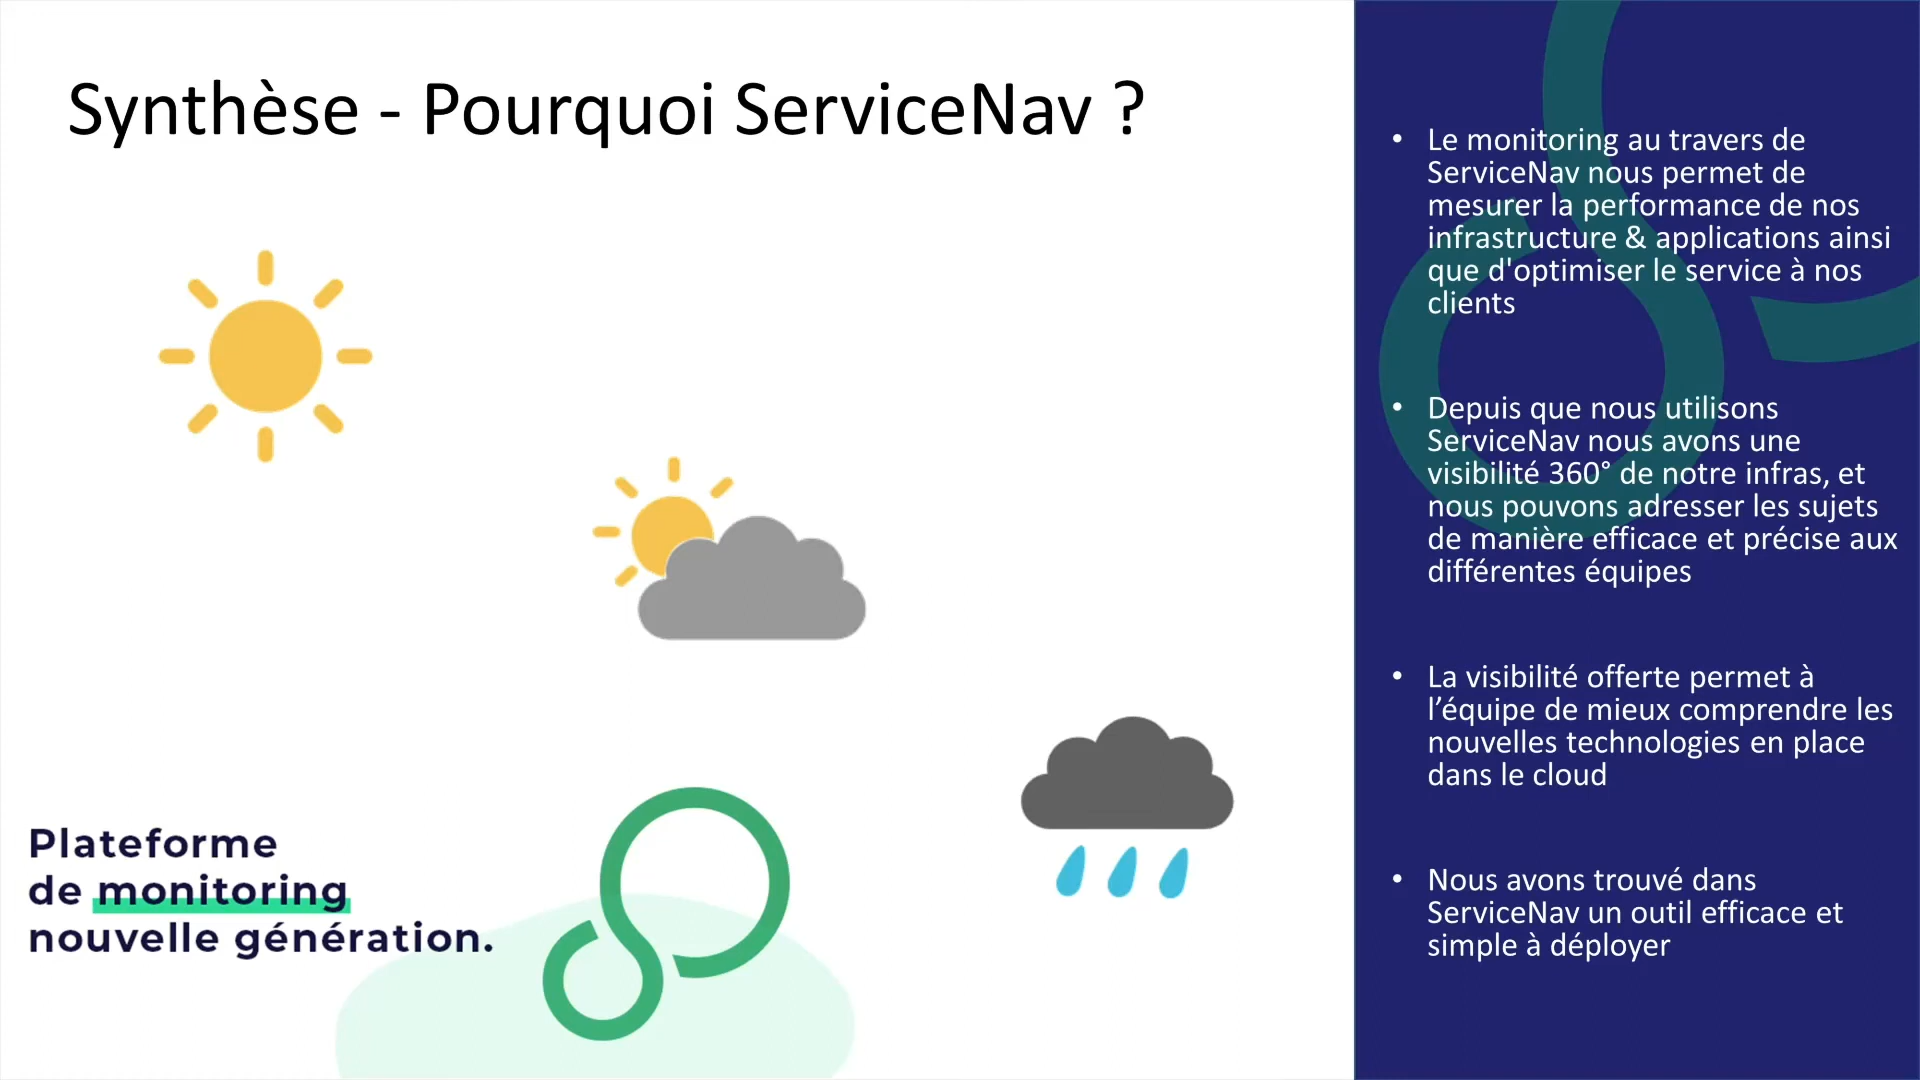 Synthèse - Pourquoi ServiceNav ?
Plateforme
de monitoring
nouvelle génération.
• Le monitoring au travers de
ServiceNav nous permet de
mesurer la performance de nos
infrastructure & applications ainsi
que d'optimiser le service à nos
clients
• Depuis que nous utilisons
ServiceNav nous avons une
visibilité 360° de notre infras, et
nous pouvons adresser les sujets
de manière efficace et précise aux
différentes équipes
• La visibilité offerte permet à
l’équipe de mieux comprendre les
nouvelles technologies en place
dans le cloud
• Nous avons trouvé dans
ServiceNav un outil efficace et
simple à déployer